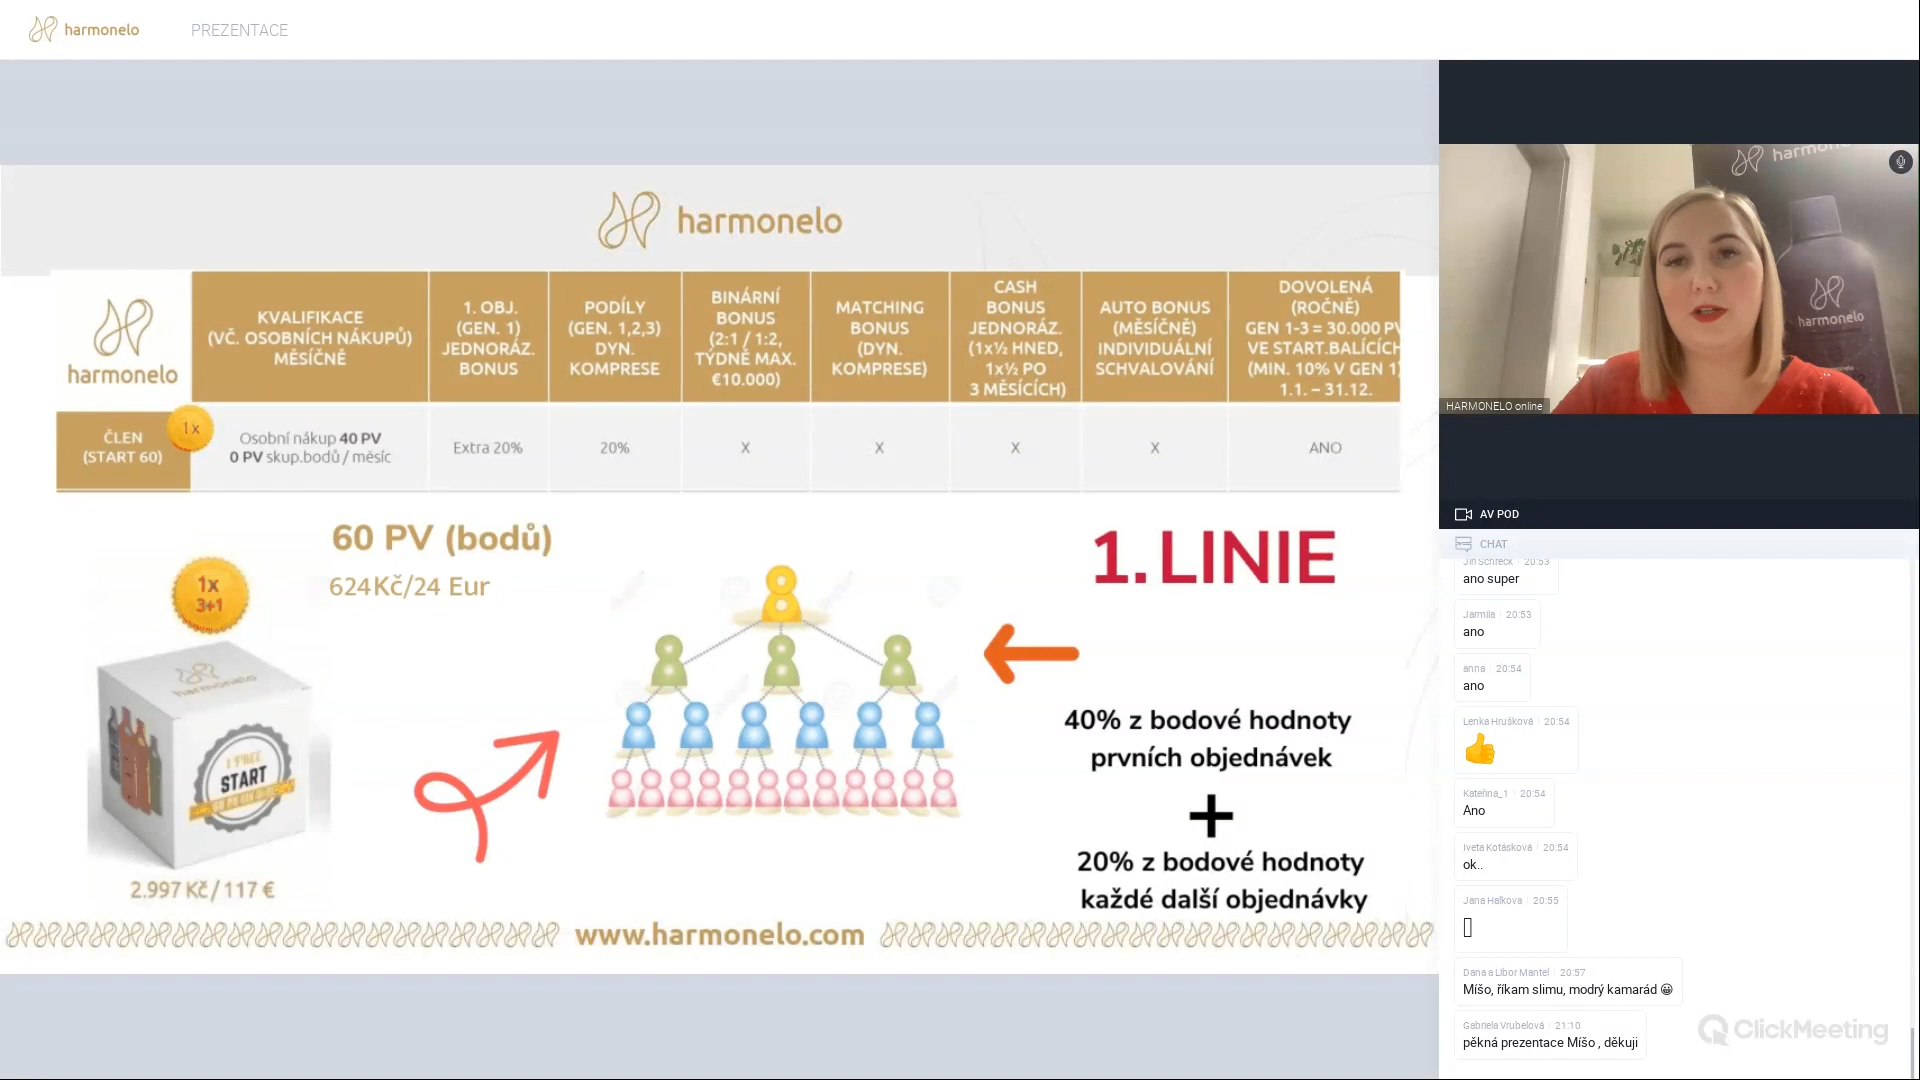 harmonelo
PREZENTACE
harmonelo
harmonelo
KVALIFIKACE
(VČ. OSOBNÍCH NÁKUPŮ)
MĚSÍČNĚ
1. OBJ.
(GEN. 1)
JEDNORÁZ.
BONUS
PODÍLY
(GEN. 1,2,3)
DYN.
KOMPRESE
BINÁRNÍ
BONUS
(2:1 / 1:2,
TÝDNĚ MAX.
€10.000)
MATCHING
BONUS
(DYN.
KOMPRESE)
CASH
BONUS
JEDNORÁZ.
(1x½ HNED,
1x½ PO
3 MĚSÍCÍCH)
AUTO BONUS
(MĚSÍČNĚ)
INDIVIDUÁLNÍ
SCHVALOVÁNÍ
DOVOLENÁ
(ROČNĚ)
GEN 1-3 = 30.000 PV
VE START.BALÍCÍCH
(MIN. 10% V GEN 1)
1.1. – 31.12.
ČLEN
(START 60)
1x
Osobní nákup 40 PV
0 PV skup.bodů / měsíc
Extra 20%
20%
X
X
X
X
ANO
60 PV (bodů)
624Kč/24 Eur
1x
3+1
harmonelo
1 FREE
START
2.997 Kč / 117 €
1. LINIE
40% z bodové hodnoty
prvních objednávek
+
20% z bodové hodnoty
každé další objednávky
www.harmonelo.com
harmonelo
harmonelo
HARMONELO online
AV POD
CHAT
20:53
ano super
Jarmila 20:53
ano
anna 20:54
ano
Lenka Hrušková 20:54
Kateřina_1 20:54
Ano
Iveta Kotásková 20:54
ok..
Jana Halkova 20:55
Dana a Libor Mantel 20:57
Míšo, říkam slimu, modrý kamarád 😀
Gabriela Vrubelová 21:10
pěkná prezentace Míšo , děkuji
ClickMeeting